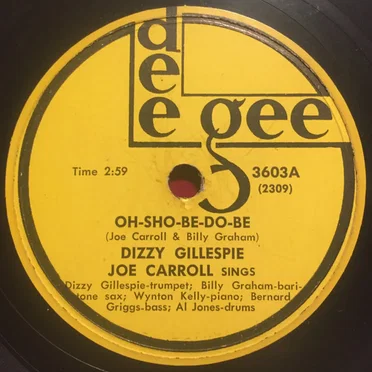 dee gee
Time 2:59
3603A
(2309)
OH-SHO-BE-DO-BE
(Joe Carroll & Billy Graham)
DIZZY GILLESPIE
JOE CARROLL SINGS
Dizzy Gillespie-trumpet; Billy Graham-bari-
tone sax; Wynton Kelly-piano; Bernard
Griggs-bass; Al Jones-drums